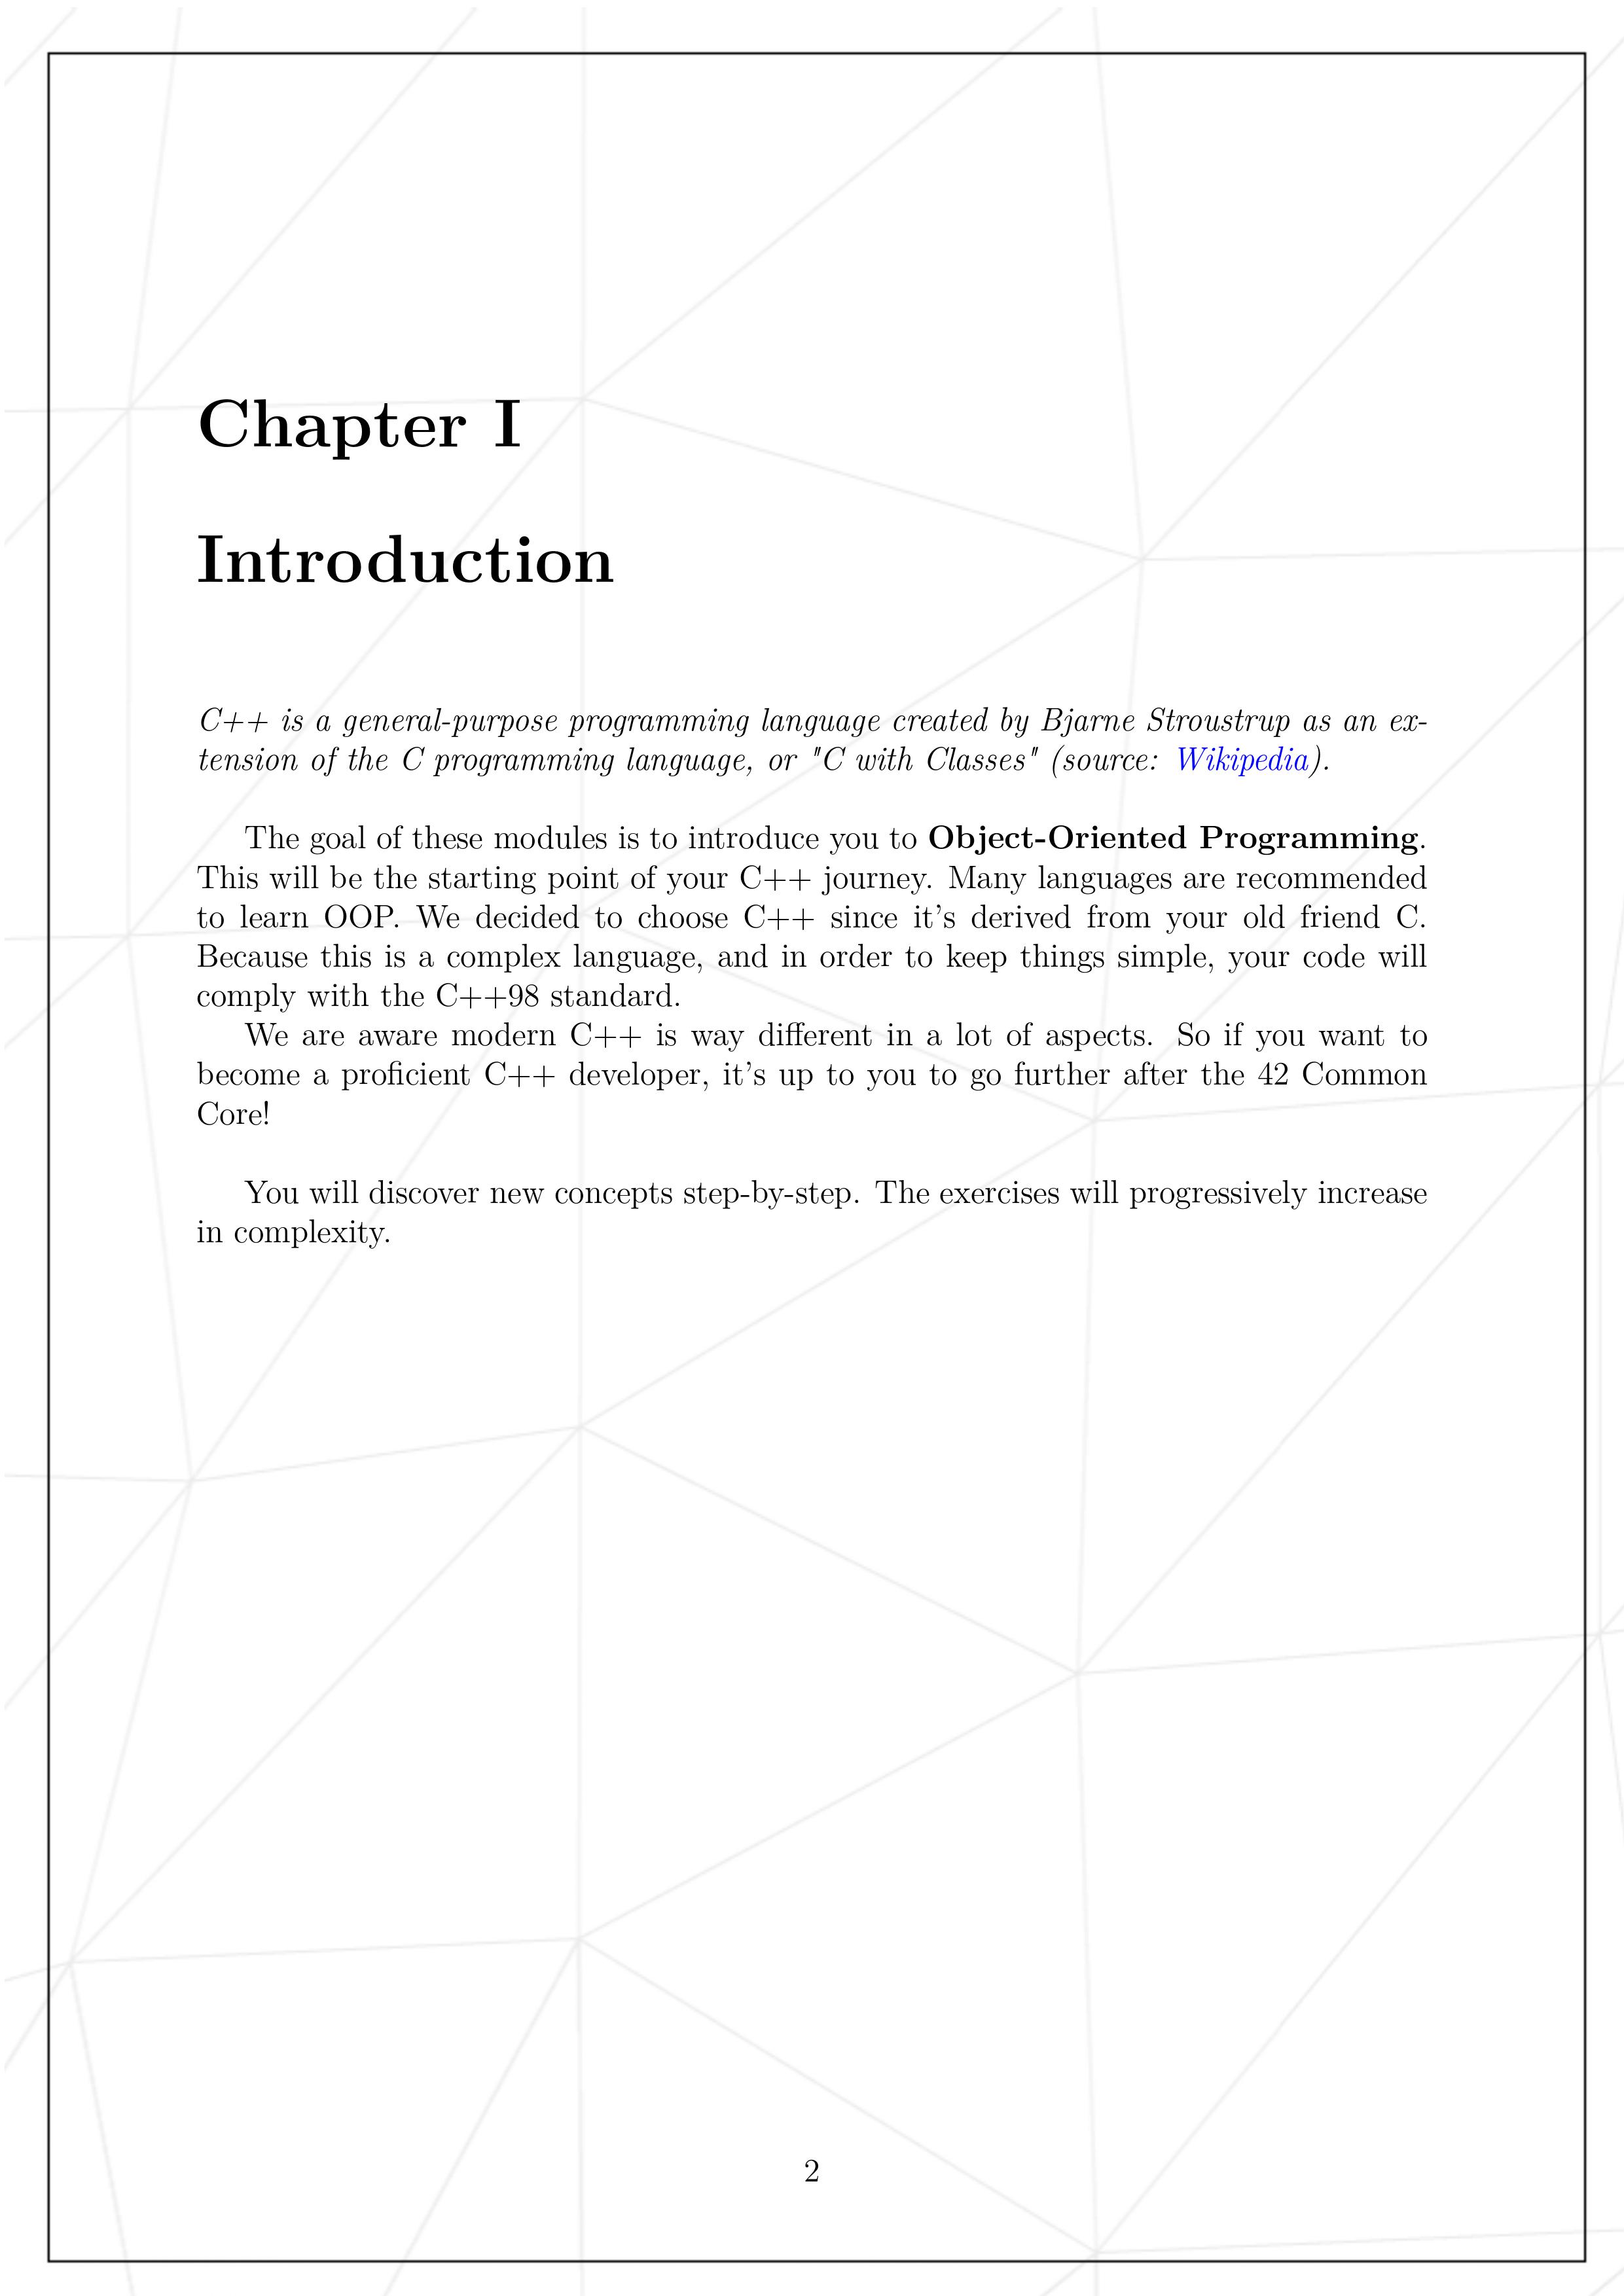 Chapter I
Introduction
C++ is a general-purpose programming language created by Bjarne Stroustrup as an ex-
tension of the C programming language, or "C with Classes" (source: Wikipedia).
The goal of these modules is to introduce you to Object-Oriented Programming.
This will be the starting point of your C++ journey. Many languages are recommended
to learn OOP. We decided to choose C++ since it's derived from your old friend C.
Because this is a complex language, and in order to keep things simple, your code will
comply with the C++98 standard.
We are aware modern C++ is way different in a lot of aspects. So if you want to
become a proficient C++ developer, it's up to you to go further after the 42 Common
Core!
You will discover new concepts step-by-step. The exercises will progressively increase
in complexity.
2